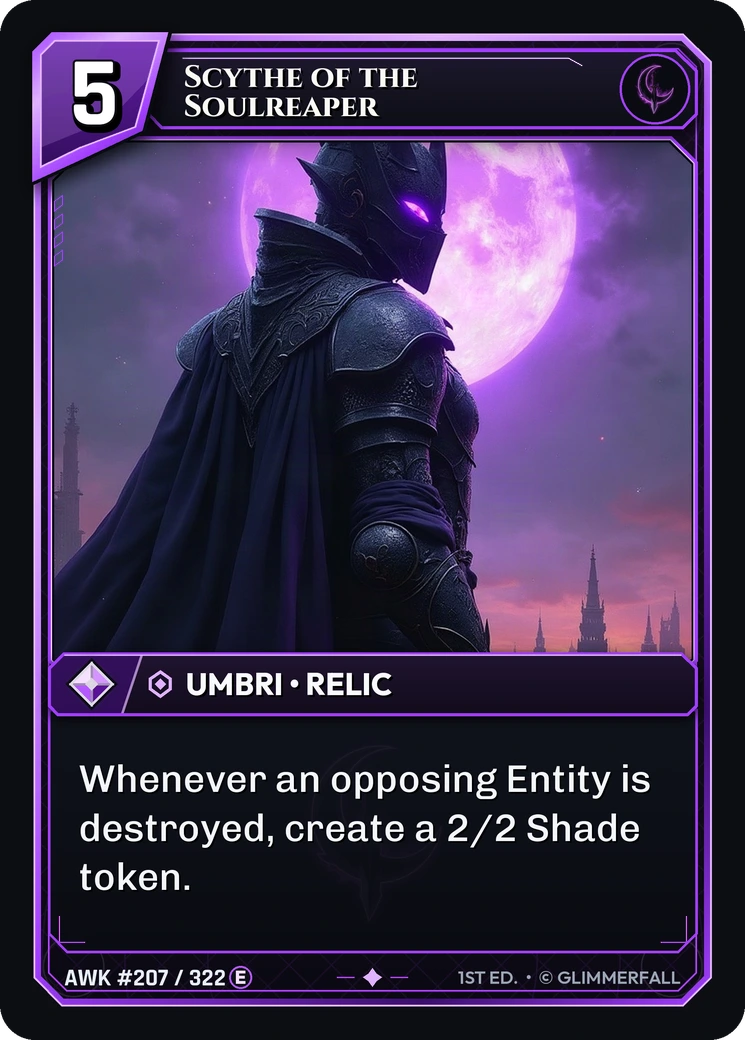 5
SCYTHE OF THE
SOULREAPER
UMBRI • RELIC
Whenever an opposing Entity is
destroyed, create a 2/2 Shade
token.
AWK #207 / 322 Ⓔ
1ST ED. • © GLIMMERFALL